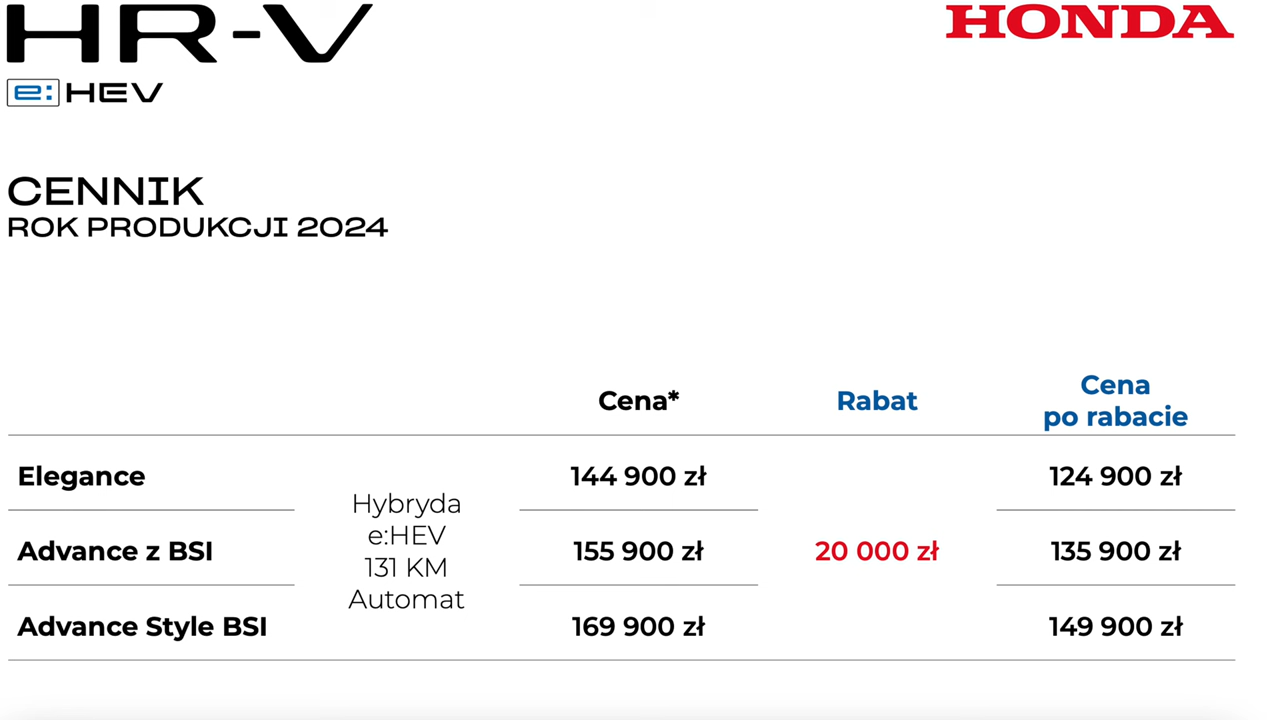 HR-V
HONDA
e:HEV
CENNIK
ROK PRODUKCJI 2024
Cena* Rabat Cena po rabacie
Elegance 144 900 zł 124 900 zł
Hybryda
e:HEV
131 KM
Automat
Advance z BSI 155 900 zł 20 000 zł 135 900 zł
Advance Style BSI 169 900 zł 149 900 zł